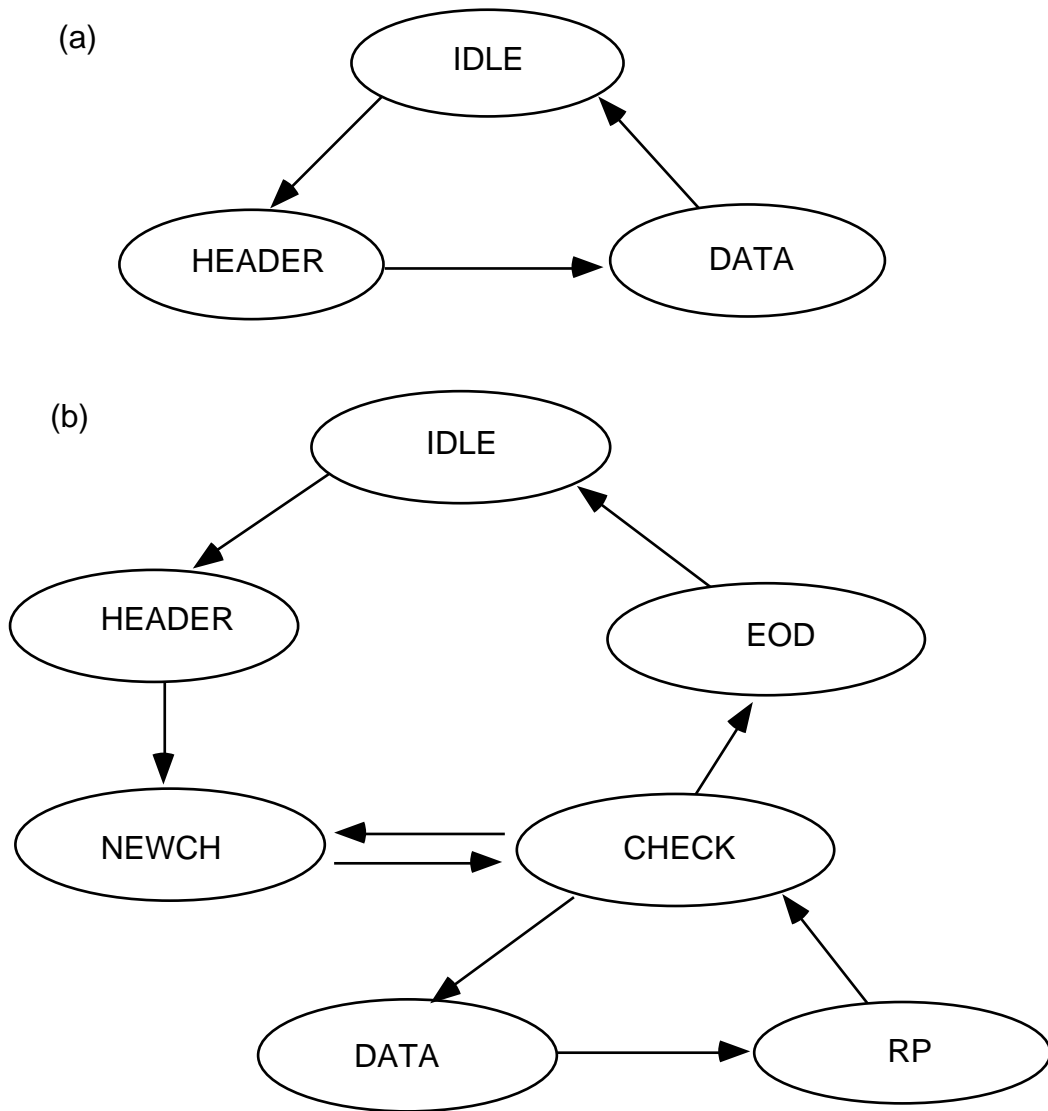 (a)
IDLE
HEADER
DATA
(b)
IDLE
HEADER
EOD
NEWCH
CHECK
DATA
RP